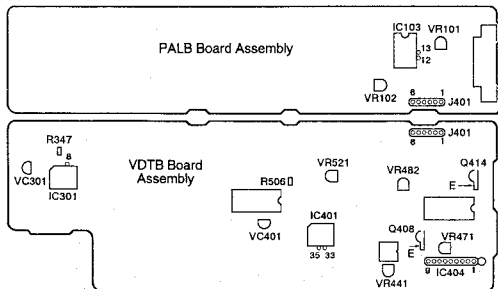 PALB Board Assembly
IC103
VR101
13
12
VR102
6 1
J401
J401
6 1
R347
8
VC301
IC301
VDTB Board
Assembly
R506
VR521
VR482
Q414
E
VC401
IC401
35 33
Q408
E
VR471
VR441
9 1
IC404